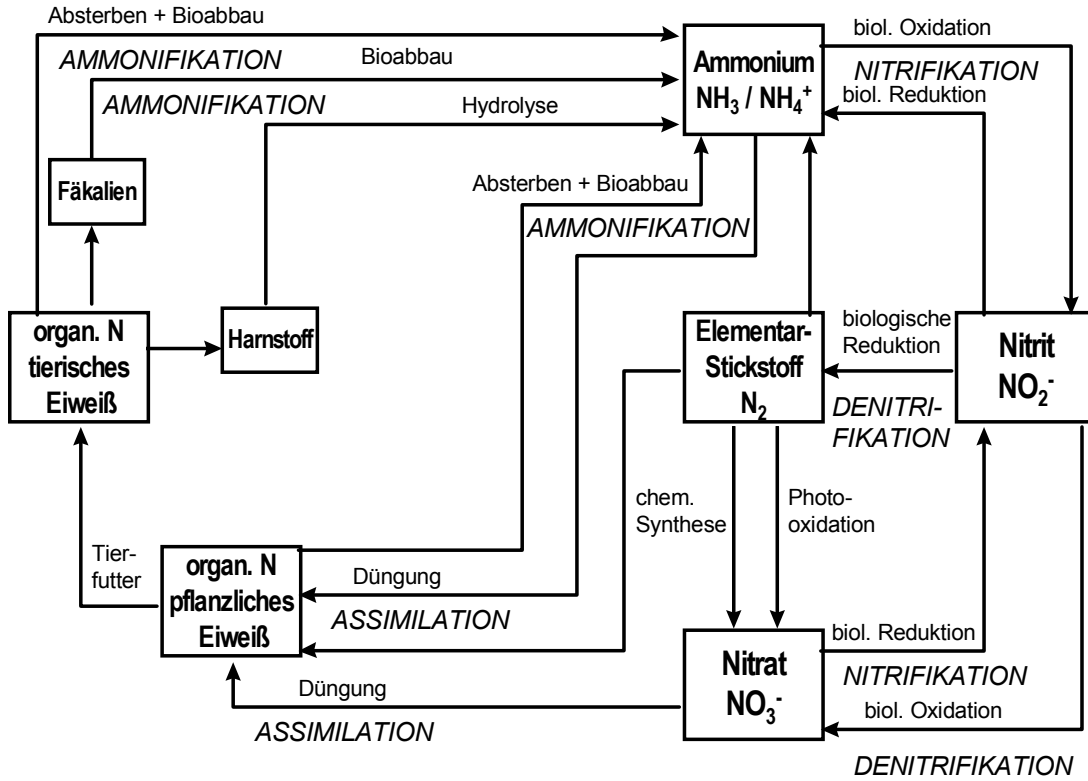 Absterben + Bioabbau
AMMONIFIKATION
Bioabbau
AMMONIFIKATION
Hydrolyse
Ammonium
NH₃ / NH₄⁺
biol. Oxidation
NITRIFIKATION
biol. Reduktion
Fäkalien
Absterben + Bioabbau
AMMONIFIKATION
organ. N
tierisches
Eiweiß
Harnstoff
Elementar-
Stickstoff
N₂
biologische
Reduktion
DENITRI-
FIKATION
Nitrit
NO₂⁻
chem.
Synthese
Photo-
oxidation
Tier-
futter
organ. N
pflanzliches
Eiweiß
Düngung
ASSIMILATION
Düngung
ASSIMILATION
Nitrat
NO₃⁻
biol. Reduktion
NITRIFIKATION
biol. Oxidation
DENITRIFIKATION